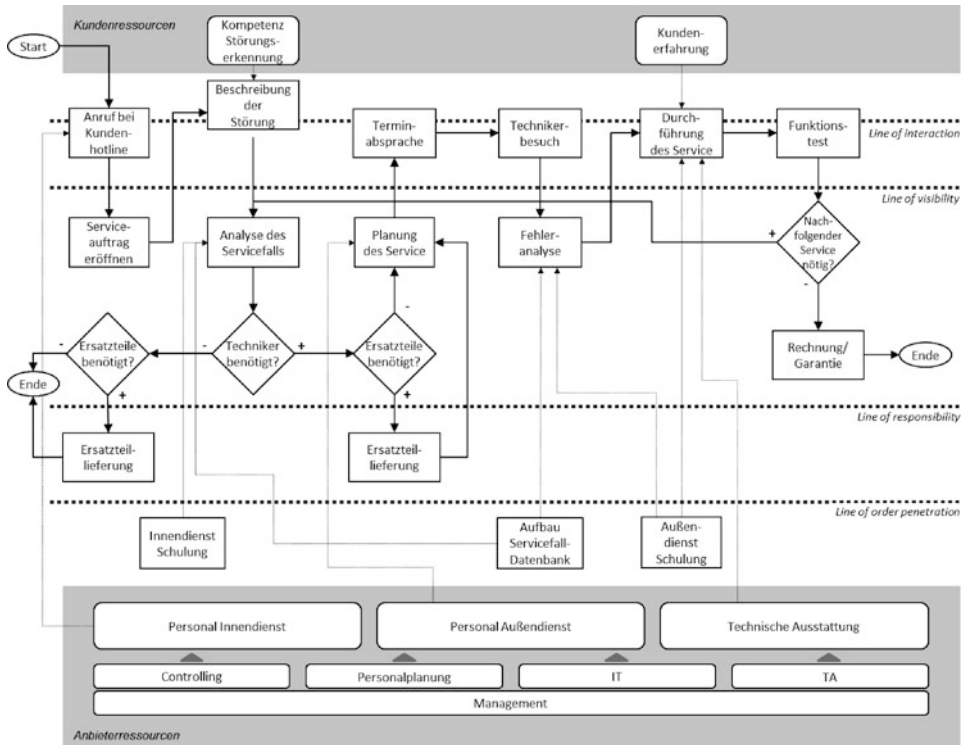 Kundenressourcen
Start
Kompetenz
Störungs-
erkennung
Kunden-
erfahrung
Beschreibung
der
Störung
Anruf bei
Kunden-
hotline
Termin-
absprache
Techniker-
besuch
Durch-
führung
des Service
Funktions-
test
Line of interaction
Line of visibility
Service-
auftrag
eröffnen
Analyse des
Servicefalls
Planung
des Service
Fehler-
analyse
+
Nach-
folgender
Service
nötig?
-
-
Ersatzteile
benötigt?
+
-
Techniker
benötigt?
+
-
Ersatzteile
benötigt?
+
Rechnung/
Garantie
Ende
Ende
Line of responsibility
Ersatzteil-
lieferung
Ersatzteil-
lieferung
Line of order penetration
Innendienst
Schulung
Aufbau
Servicefall-
Datenbank
Außen-
dienst
Schulung
Personal Innendienst
Personal Außendienst
Technische Ausstattung
Controlling
Personalplanung
IT
TA
Management
Anbieterressourcen